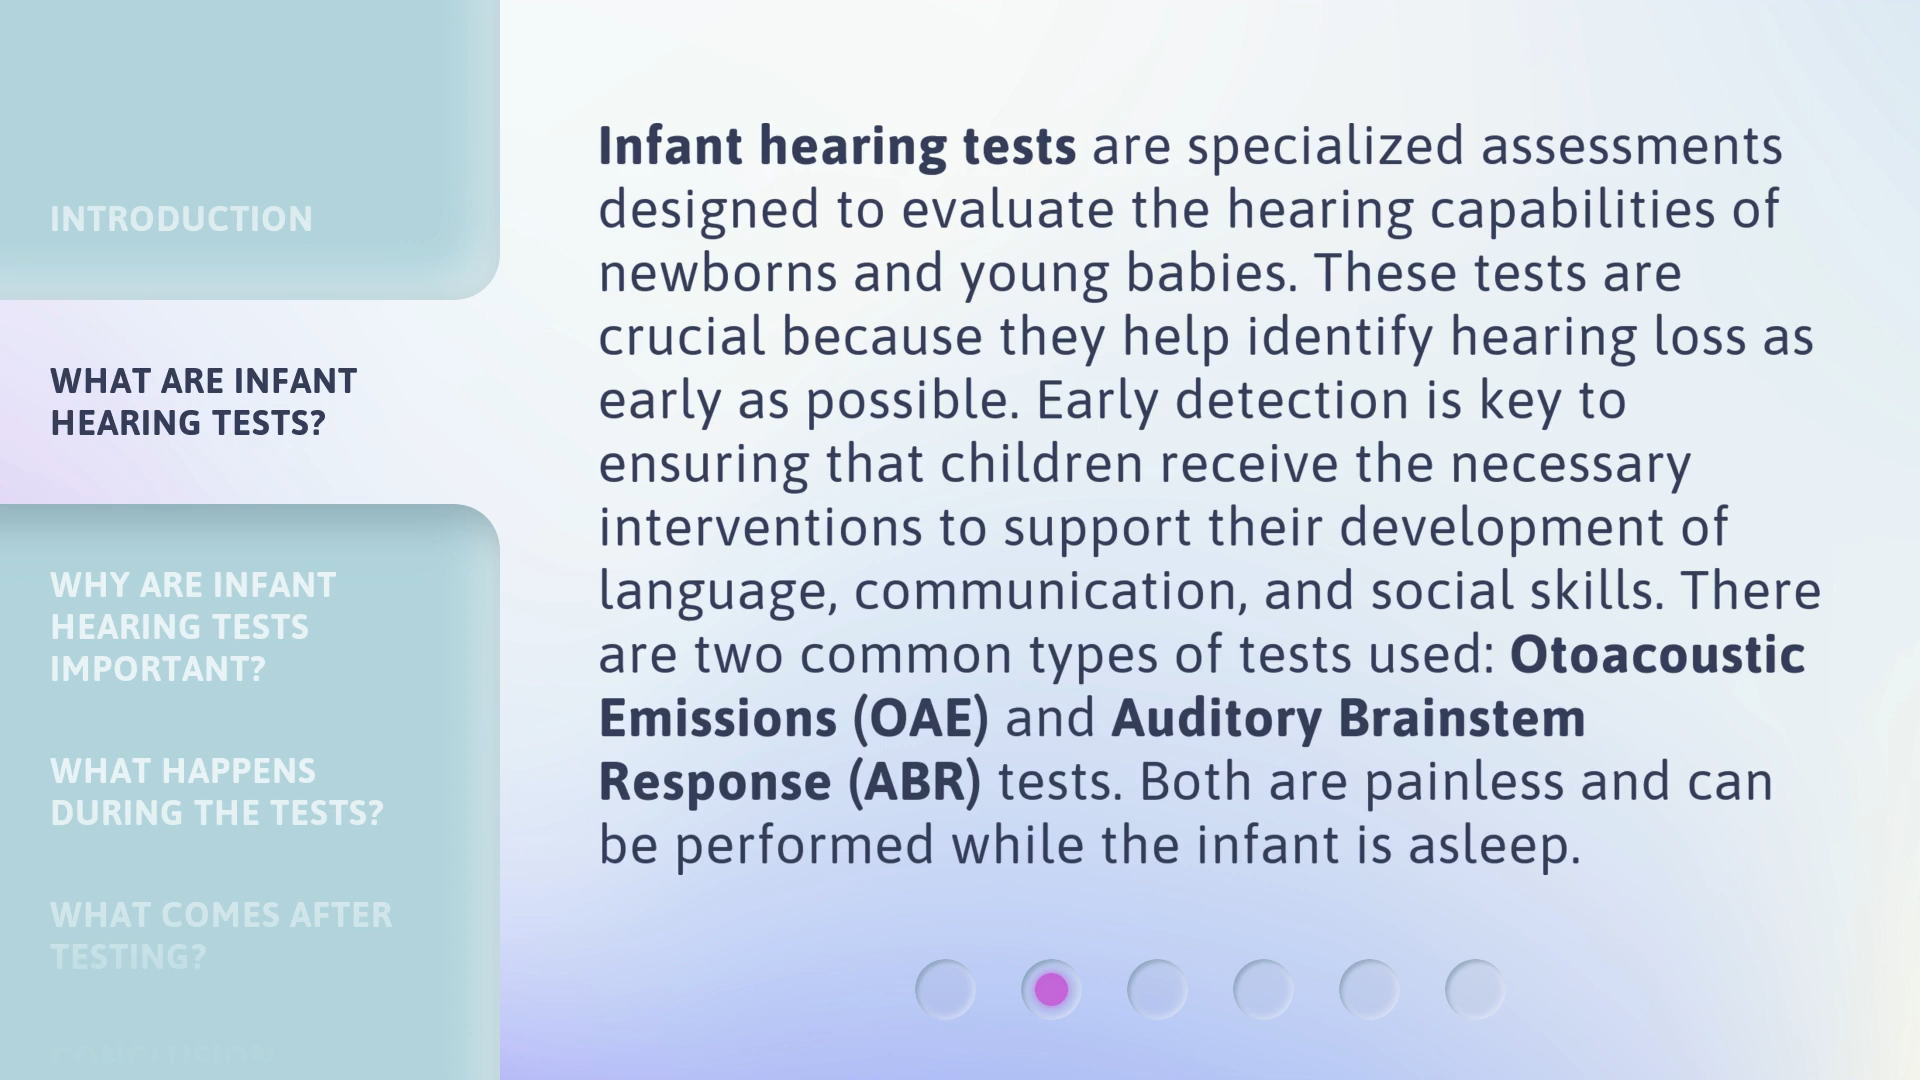 INTRODUCTION
WHAT ARE INFANT
HEARING TESTS?
WHY ARE INFANT
HEARING TESTS
IMPORTANT?
WHAT HAPPENS
DURING THE TESTS?
WHAT COMES AFTER
TESTING?
CONCLUSION
Infant hearing tests are specialized assessments
designed to evaluate the hearing capabilities of
newborns and young babies. These tests are
crucial because they help identify hearing loss as
early as possible. Early detection is key to
ensuring that children receive the necessary
interventions to support their development of
language, communication, and social skills. There
are two common types of tests used: Otoacoustic
Emissions (OAE) and Auditory Brainstem
Response (ABR) tests. Both are painless and can
be performed while the infant is asleep.